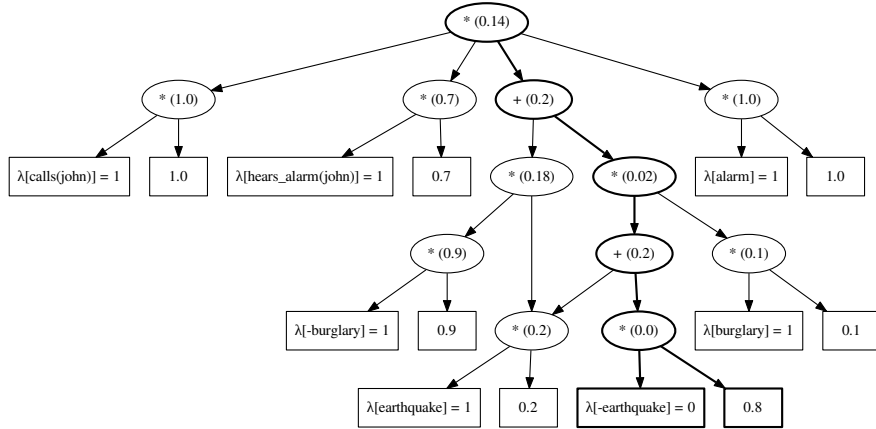 * (0.14)
* (1.0) * (0.7) + (0.2) * (1.0)
λ[calls(john)] = 1 1.0 λ[hears_alarm(john)] = 1 0.7 * (0.18) * (0.02) λ[alarm] = 1 1.0
* (0.9) + (0.2) * (0.1)
λ[-burglary] = 1 0.9 * (0.2) * (0.0) λ[burglary] = 1 0.1
λ[earthquake] = 1 0.2 λ[-earthquake] = 0 0.8